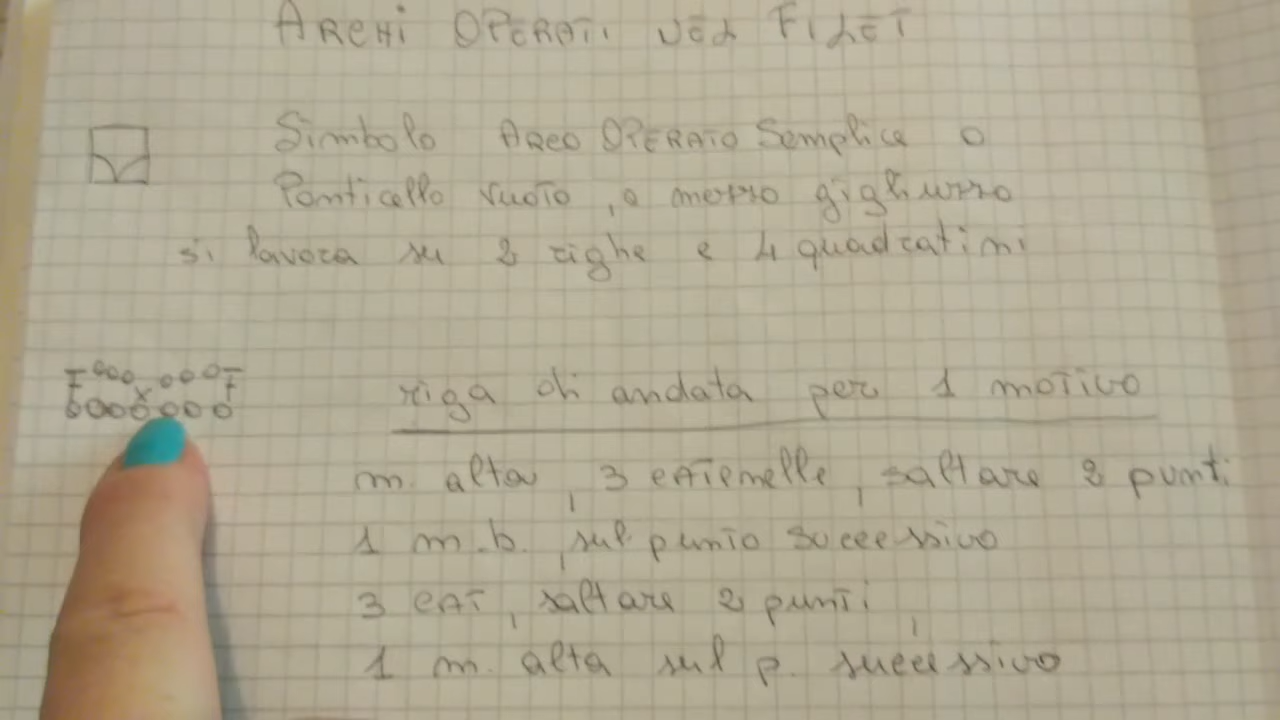 ARCHi OPERATi NEL FILET
Simbolo ARCO OPERATO Semplice o
Ponticello vuoto, o mezzo gigliuzzo
si lavora su 2 righe e 4 quadratini
riga di andata per 1 motivo
m. alta, 3 catenelle, saltare 2 punti
1 m.b. sul punto successivo
3 cat, saltare 2 punti,
1 m. alta sul p. successivo